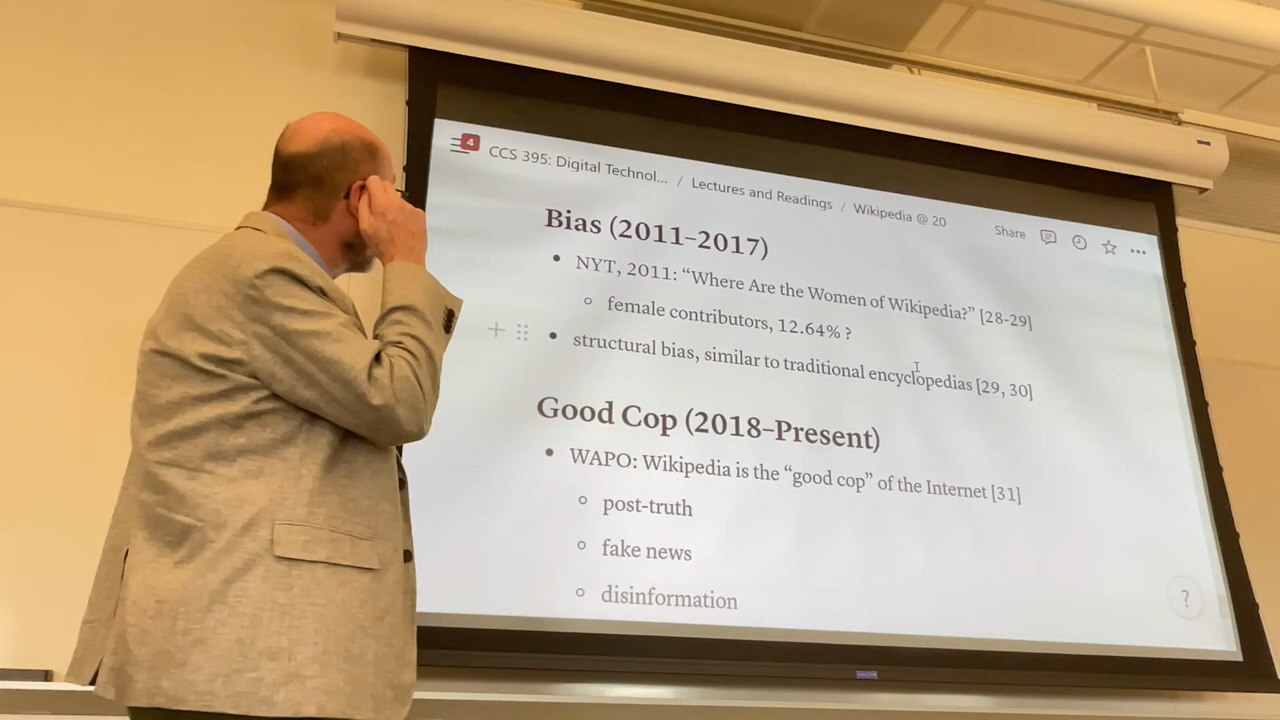 4
CCS 395: Digital Technol... / Lectures and Readings / Wikipedia @ 20
Share
Bias (2011–2017)
• NYT, 2011: “Where Are the Women of Wikipedia?” [28-29]
◦ female contributors, 12.64% ?
• structural bias, similar to traditional encyclopedias [29, 30]
Good Cop (2018–Present)
• WAPO: Wikipedia is the “good cop” of the Internet [31]
◦ post-truth
◦ fake news
◦ disinformation
?